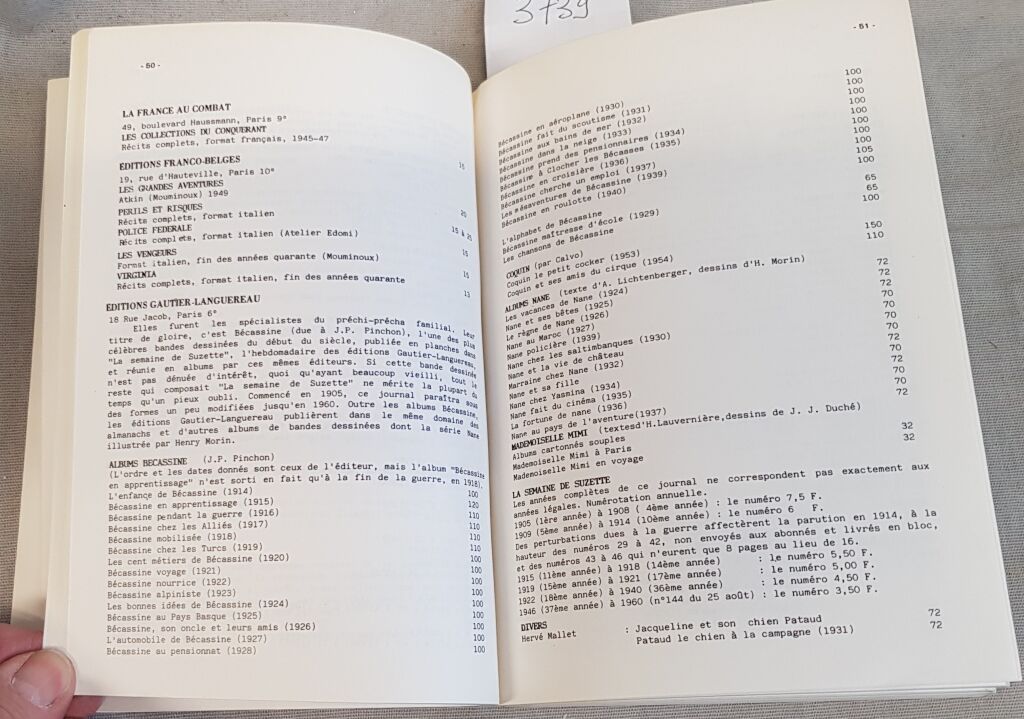 3739
- 50 -
LA FRANCE AU COMBAT
49, boulevard Haussmann, Paris 9°
LES COLLECTIONS DU CONQUERANT
Récits complets, format français, 1945-47 15
EDITIONS FRANCO-BELGES
19, rue d'Hauteville, Paris 10°
LES GRANDES AVENTURES
Atkin (Mouminoux) 1949 20
PERILS ET RISQUES
Récits complets, format italien 15 à 25
POLICE FEDERALE
Récits complets, format italien (Atelier Edomi) 15
LES VENGEURS
Format italien, fin des années quarante (Mouminoux) 15
VIRGINIA
Récits complets, format italien, fin des années quarante 15
EDITIONS GAUTIER-LANGUEREAU
18 Rue Jacob, Paris 6°
Elles furent les spécialistes du préchi-précha familial. Leur
titre de gloire, c'est Bécassine (due à J.P. Pinchon), l'une des plus
célèbres bandes dessinées du début du siècle, publiée en planches dans
"La semaine de Suzette", l'hebdomadaire des éditions Gautier-Languereau,
et réunie en albums par ces mêmes éditeurs. Si cette bande dessinée
n'est pas dénuée d'intérêt, quoi qu'ayant beaucoup vieilli, tout le
reste qui composait "La semaine de Suzette" ne mérite la plupart du
temps qu'un pieux oubli. Commencé en 1905, ce journal paraîtra sous
des formes un peu modifiées jusqu'en 1960. Outre les albums Bécassine,
les éditions Gautier-Languereau publièrent dans le même domaine des
almanachs et d'autres albums de bandes dessinées dont la série Nane
illustrée par Henry Morin.
ALBUMS BECASSINE (J.P. Pinchon)
(L'ordre et les dates donnés sont ceux de l'éditeur, mais l'album "Bécassine
en apprentissage" n'est sorti en fait qu'à la fin de la guerre, en 1918).
L'enfance de Bécassine (1914) 100
Bécassine en apprentissage (1915) 120
Bécassine pendant la guerre (1916) 110
Bécassine chez les Alliés (1917) 110
Bécassine mobilisée (1918) 110
Bécassine chez les Turcs (1919) 110
Les cent métiers de Bécassine (1920) 100
Bécassine voyage (1921) 100
Bécassine nourrice (1922) 100
Bécassine alpiniste (1923) 100
Les bonnes idées de Bécassine (1924) 100
Bécassine au Pays Basque (1925) 100
Bécassine, son oncle et leurs amis (1926) 100
L'automobile de Bécassine (1927) 100
Bécassine au pensionnat (1928) 100
- 51 -
Bécassine en aéroplane (1930) 100
Bécassine fait du scoutisme (1931) 100
Bécassine aux bains de mer (1932) 100
Bécassine dans la neige (1933) 100
Bécassine prend des pensionnaires (1934) 100
Bécassine à Clocher les Bécasses (1935) 100
Bécassine en croisière (1936) 100
Bécassine cherche un emploi (1937) 100
Les mésaventures de Bécassine (1939) 105
Bécassine en roulotte (1940) 100
L'alphabet de Bécassine 65
Bécassine maîtresse d'école (1929) 65
Les chansons de Bécassine 100
COQUIN (par Calvo)
Coquin le petit cocker (1953) 150
Coquin et ses amis du cirque (1954) 110
ALBUMS NANE (texte d'A. Lichtenberger, dessins d'H. Morin)
Les vacances de Nane (1924) 72
Nane et ses bêtes (1925) 72
Le règne de Nane (1926) 72
Nane au Maroc (1927) 70
Nane policière (1939) 70
Nane chez les saltimbanques (1930) 70
Nane et la vie de château 70
Marraine chez Nane (1932) 72
Nane et sa fille 70
Nane chez Yasmina (1934) 72
Nane fait du cinéma (1935) 70
La fortune de nane (1936) 70
Nane au pays de l'aventure(1937) 72
MADEMOISELLE MIMI (textesd'H.Lauvernière,dessins de J. J. Duché)
Albums cartonnés souples
Mademoiselle Mimi à Paris 32
Mademoiselle Mimi en voyage 32
LA SEMAINE DE SUZETTE
Les années complètes de ce journal ne correspondent pas exactement aux
années légales. Numérotation annuelle.
1905 (1ère année) à 1908 ( 4ème année) : le numéro 7,5 F.
1909 (5ème année) à 1914 (10ème année) : le numéro 6 F.
Des perturbations dues à la guerre affectèrent la parution en 1914, à la
hauteur des numéros 29 à 42, non envoyés aux abonnés et livrés en bloc,
et des numéros 43 à 46 qui n'eurent que 8 pages au lieu de 16.
1915 (11ème année) à 1918 (14ème année) : le numéro 5,50 F.
1919 (15ème année) à 1921 (17ème année) : le numéro 5,00 F.
1922 (18ème année) à 1940 (36ème année) : le numéro 4,50 F.
1946 (37ème année) à 1960 (n°144 du 25 août) : le numéro 3,50 F.
DIVERS
Hervé Mallet : Jacqueline et son chien Pataud 72
Pataud le chien à la campagne (1931) 72